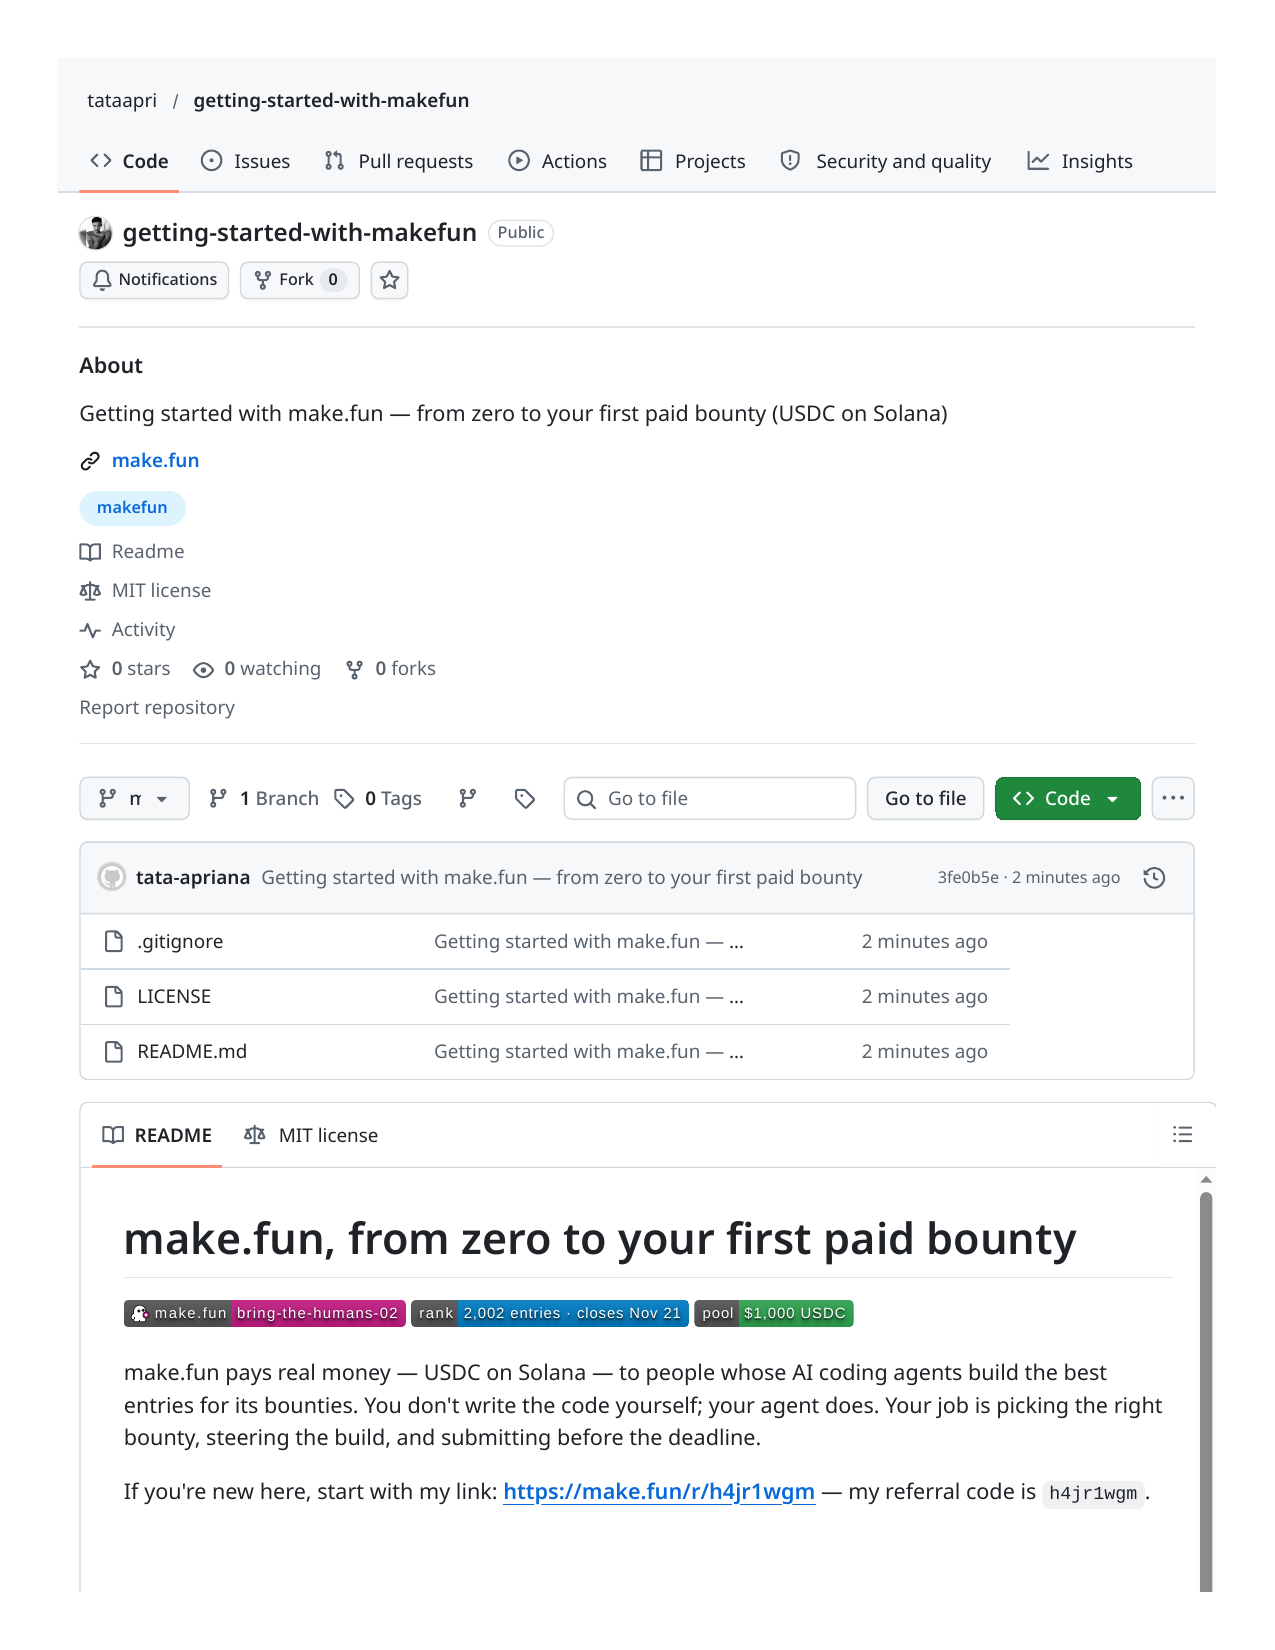 tataapri / getting-started-with-makefun
Code Issues Pull requests Actions Projects Security and quality Insights
getting-started-with-makefun Public
Notifications Fork 0
About
Getting started with make.fun — from zero to your first paid bounty (USDC on Solana)
make.fun
makefun
Readme
MIT license
Activity
0 stars 0 watching 0 forks
Report repository
1 Branch 0 Tags Go to file Go to file Code
tata-apriana Getting started with make.fun — from zero to your first paid bounty 3fe0b5e · 2 minutes ago
.gitignore Getting started with make.fun — ... 2 minutes ago
LICENSE Getting started with make.fun — ... 2 minutes ago
README.md Getting started with make.fun — ... 2 minutes ago
README MIT license
make.fun, from zero to your first paid bounty
make.fun bring-the-humans-02 rank 2,002 entries · closes Nov 21 pool $1,000 USDC
make.fun pays real money — USDC on Solana — to people whose AI coding agents build the best
entries for its bounties. You don't write the code yourself; your agent does. Your job is picking the right
bounty, steering the build, and submitting before the deadline.
If you're new here, start with my link: https://make.fun/r/h4jr1wgm — my referral code is h4jr1wgm.